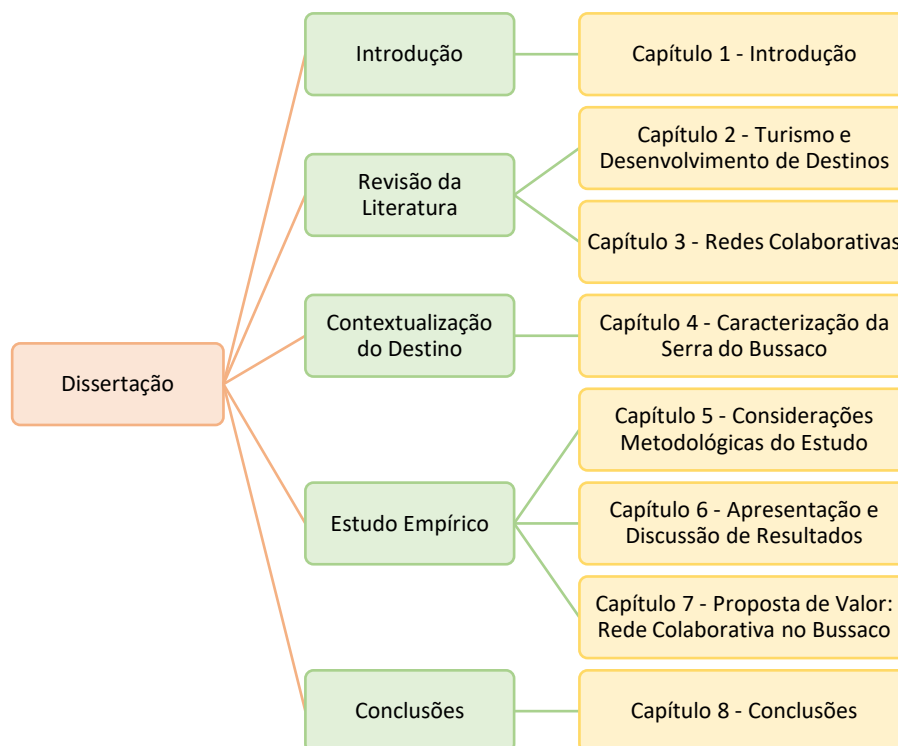 Dissertação
Introdução
Capítulo 1 - Introdução
Revisão da
Literatura
Capítulo 2 - Turismo e
Desenvolvimento de Destinos
Capítulo 3 - Redes Colaborativas
Contextualização
do Destino
Capítulo 4 - Caracterização da
Serra do Bussaco
Estudo Empírico
Capítulo 5 - Considerações
Metodológicas do Estudo
Capítulo 6 - Apresentação e
Discussão de Resultados
Capítulo 7 - Proposta de Valor:
Rede Colaborativa no Bussaco
Conclusões
Capítulo 8 - Conclusões